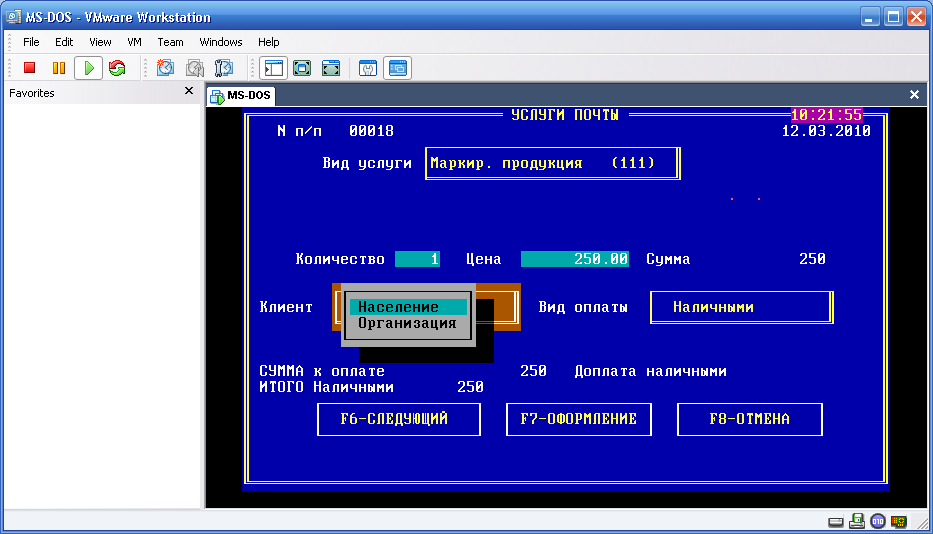 MS-DOS - VMware Workstation
File Edit View VM Team Windows Help
Favorites
MS-DOS
УСЛУГИ ПОЧТЫ 10:21:55
N п/п 00018 12.03.2010
Вид услуги Маркир. продукция (111)
Количество 1 Цена 250.00 Сумма 250
Клиент Население Вид оплаты Наличными
Организация
СУММА к оплате 250 Доплата наличными
ИТОГО Наличными 250
F6-СЛЕДУЮЩИЙ F7-ОФОРМЛЕНИЕ F8-ОТМЕНА